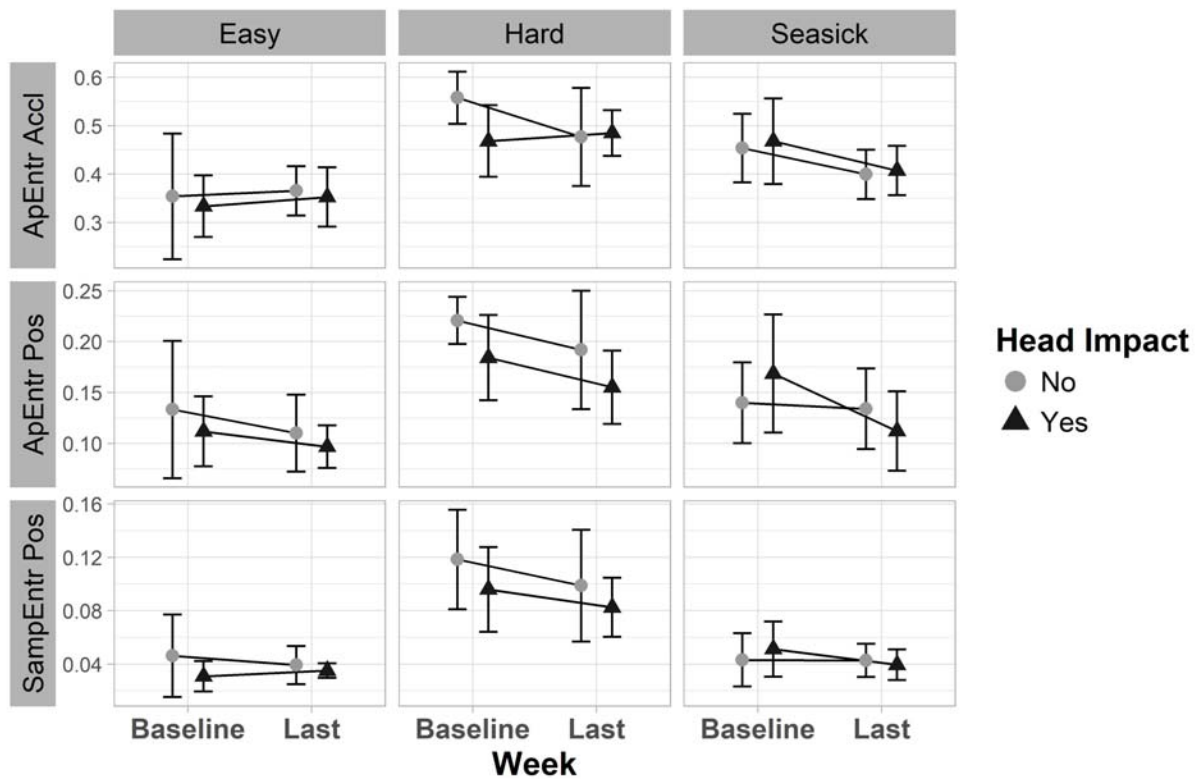 Easy Hard Seasick
ApEntr Accl
0.6
0.5
0.4
0.3
ApEntr Pos
0.25
0.20
0.15
0.10
SampEntr Pos
0.16
0.12
0.08
0.04
Baseline Last Baseline Last Baseline Last
Week
Head Impact
No
Yes